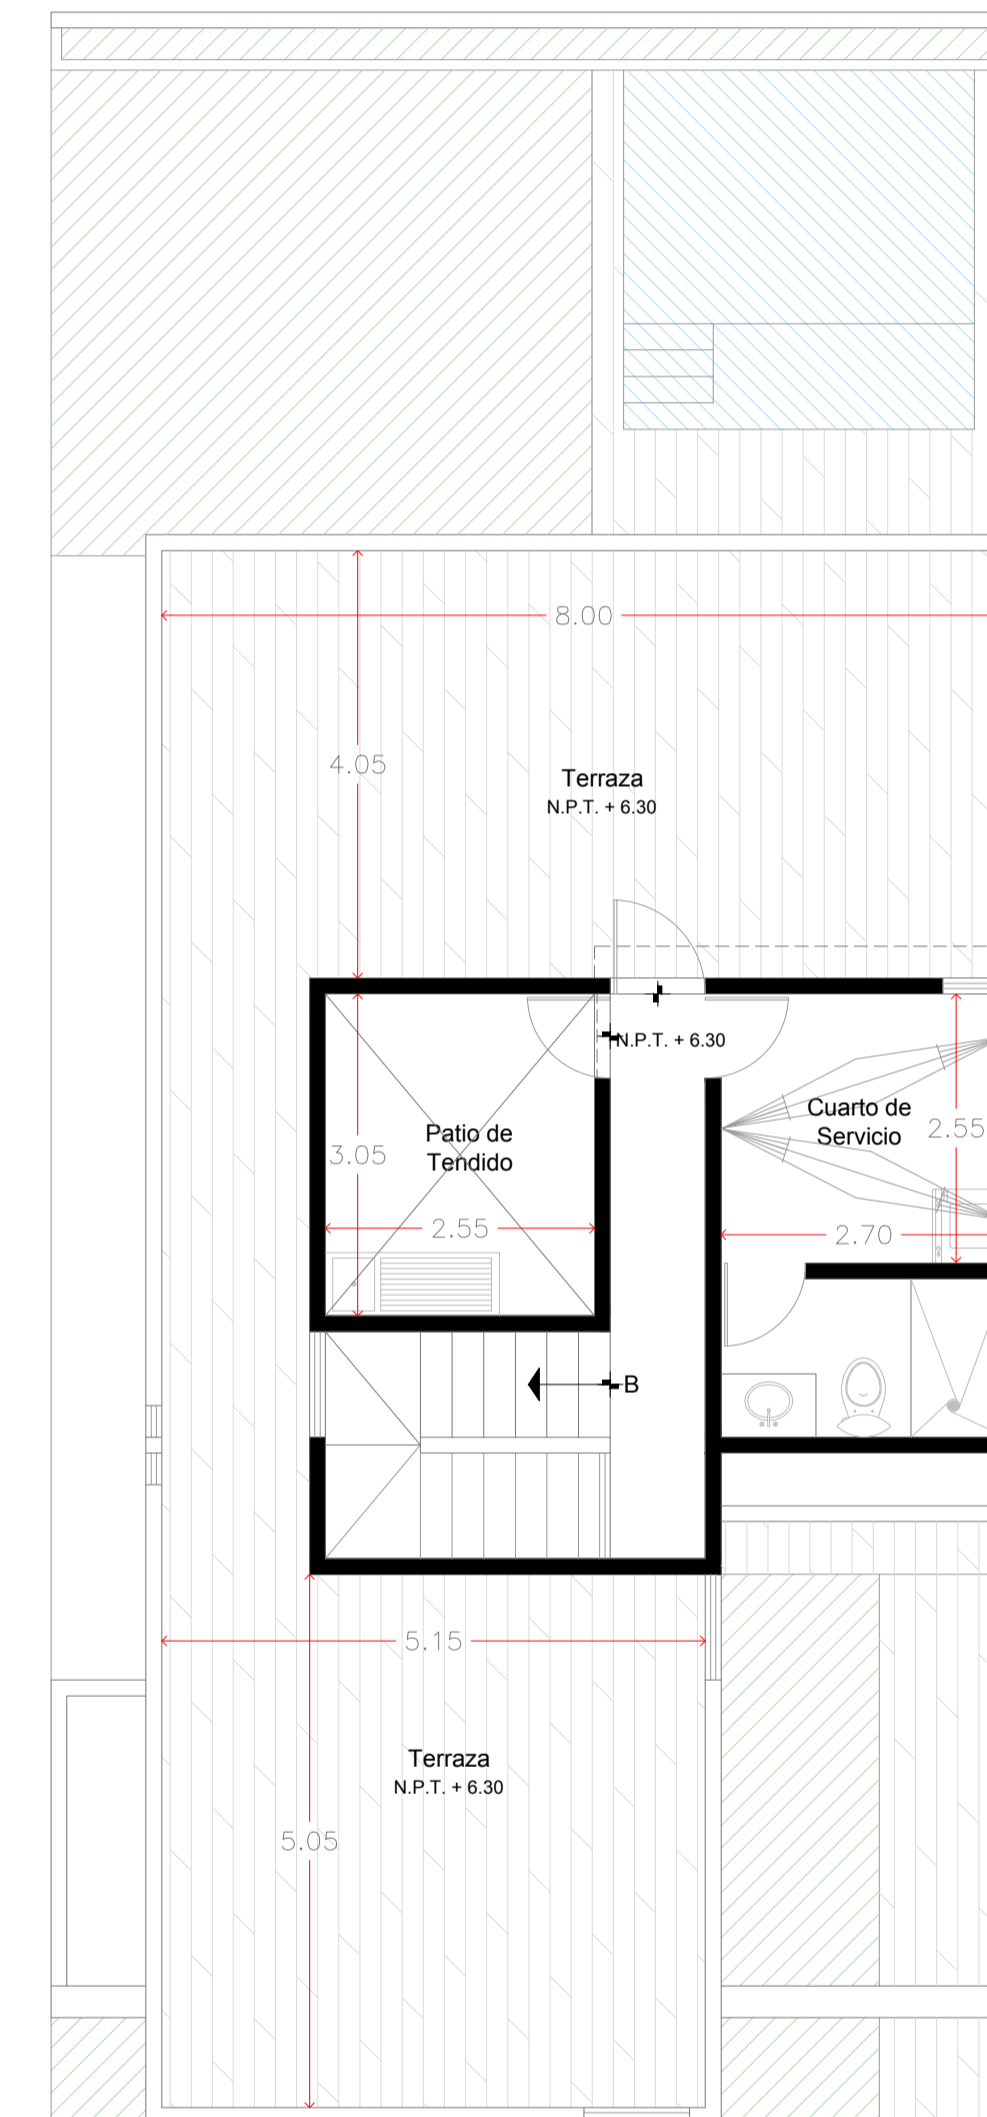 8.00
4.05
Terraza
N.P.T. + 6.30
N.P.T. + 6.30
Cuarto de
Servicio
2.55
Patio de
Tendido
3.05
2.55
2.70
B
5.15
Terraza
N.P.T. + 6.30
5.05